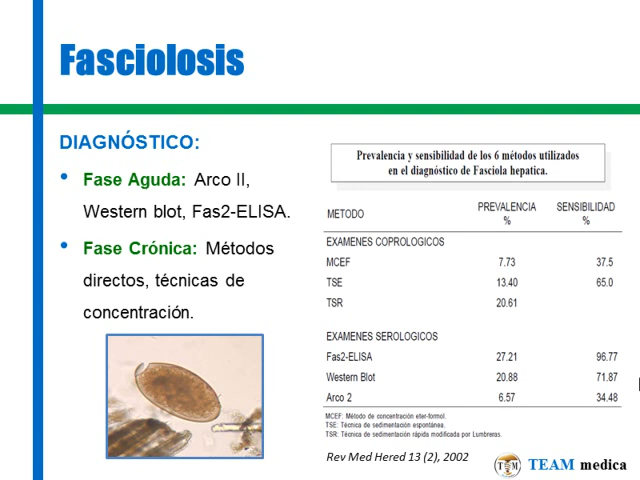 Fasciolosis
DIAGNÓSTICO:
• Fase Aguda: Arco II,
Western blot, Fas2-ELISA.
• Fase Crónica: Métodos
directos, técnicas de
concentración.
Prevalencia y sensibilidad de los 6 métodos utilizados
en el diagnóstico de Fasciola hepatica.
METODO PREVALENCIA % SENSIBILIDAD %
EXAMENES COPROLOGICOS
MCEF 7.73 37.5
TSE 13.40 65.0
TSR 20.61
EXAMENES SEROLOGICOS
Fas2-ELISA 27.21 96.77
Western Blot 20.88 71.87
Arco 2 6.57 34.48
MCEF: Método de concentración eter-formol.
TSE: Técnica de sedimentación espontánea.
TSR: Técnica de sedimentación rápida modificada por Lumbreras.
Rev Med Hered 13 (2), 2002
TEAM medica